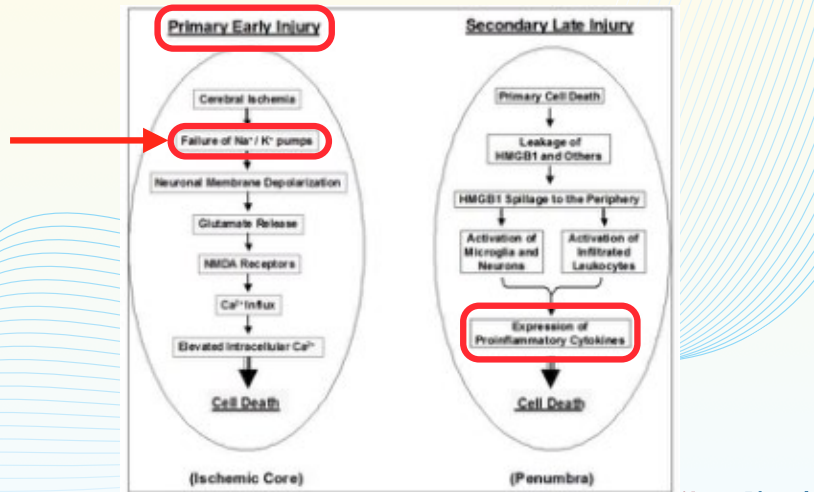 Primary Early Injury
Cerebral Ischemia
Failure of Na⁺/ K⁺ pumps
Neuronal Membrane Depolarization
Glutamate Release
NMDA Receptors
Ca²⁺ Influx
Elevated Intracellular Ca²⁺
Cell Death
(Ischemic Core)
Secondary Late Injury
Primary Cell Death
Leakage of
HMGB1 and Others
HMGB1 Spillage to the Periphery
Activation of
Microglia and
Neurons
Activation of
Infiltrated
Leukocytes
Expression of
Proinflammatory Cytokines
Cell Death
(Penumbra)